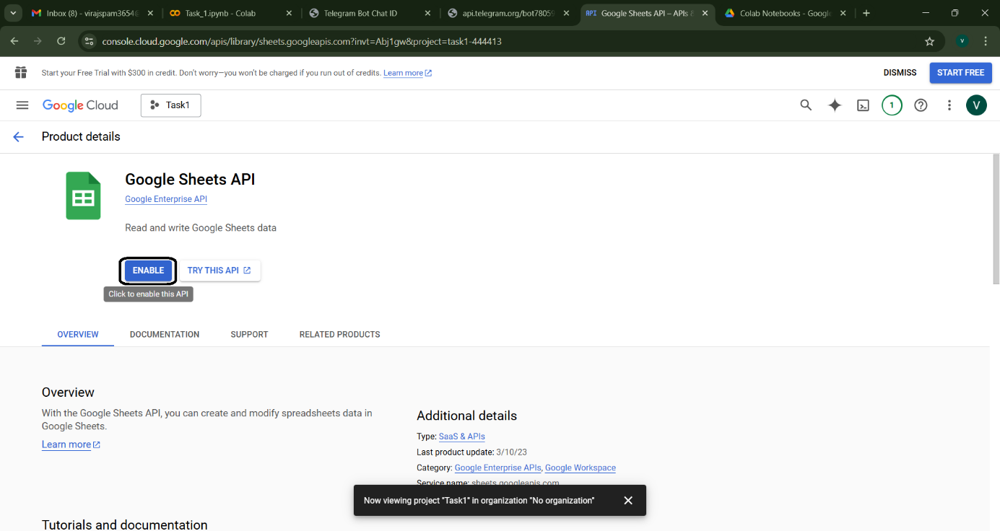 Inbox (8) - virajspam3654@
Task_1.ipynb - Colab
Telegram Bot Chat ID
api.telegram.org/bot78059
API Google Sheets API – APIs &
Colab Notebooks - Google
console.cloud.google.com/apis/library/sheets.googleapis.com?invt=Abj1gw&project=task1-444413
V
Start your Free Trial with $300 in credit. Don't worry—you won't be charged if you run out of credits. Learn more
DISMISS
START FREE
Google Cloud
Task1
1
V
Product details
Google Sheets API
Google Enterprise API
Read and write Google Sheets data
ENABLE
TRY THIS API
Click to enable this API
OVERVIEW
DOCUMENTATION
SUPPORT
RELATED PRODUCTS
Overview
With the Google Sheets API, you can create and modify spreadsheets data in
Google Sheets.
Learn more
Additional details
Type: SaaS & APIs
Last product update: 3/10/23
Category: Google Enterprise APIs, Google Workspace
Service name: sheets.googleapis.com
Now viewing project "Task1" in organization "No organization"
Tutorials and documentation